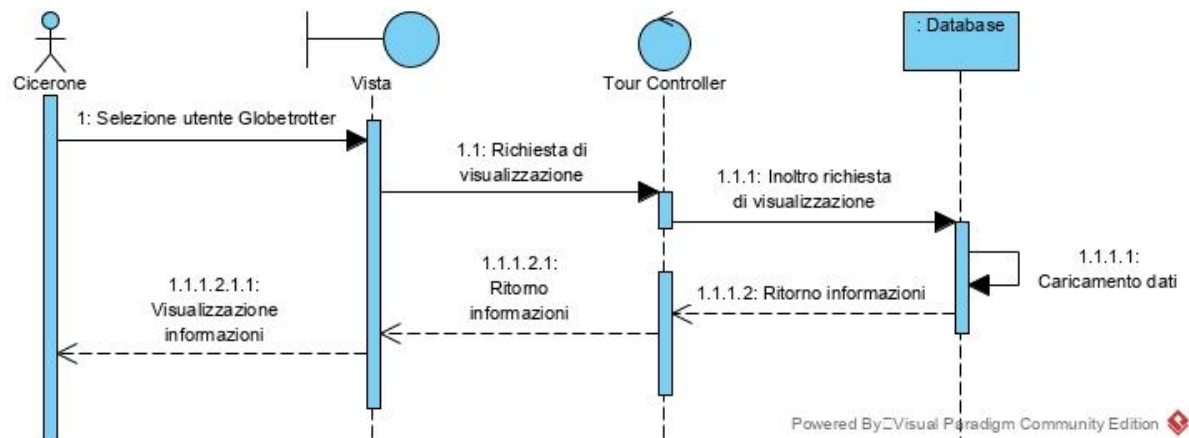 : Database
Cicerone
Vista
Tour Controller
1: Selezione utente Globetrotter
1.1: Richiesta di
visualizzazione
1.1.1: Inoltro richiesta
di visualizzazione
1.1.1.1:
Caricamento dati
1.1.1.2: Ritorno informazioni
1.1.1.2.1:
Ritorno
informazioni
1.1.1.2.1.1:
Visualizzazione
informazioni
Powered By□Visual Paradigm Community Edition